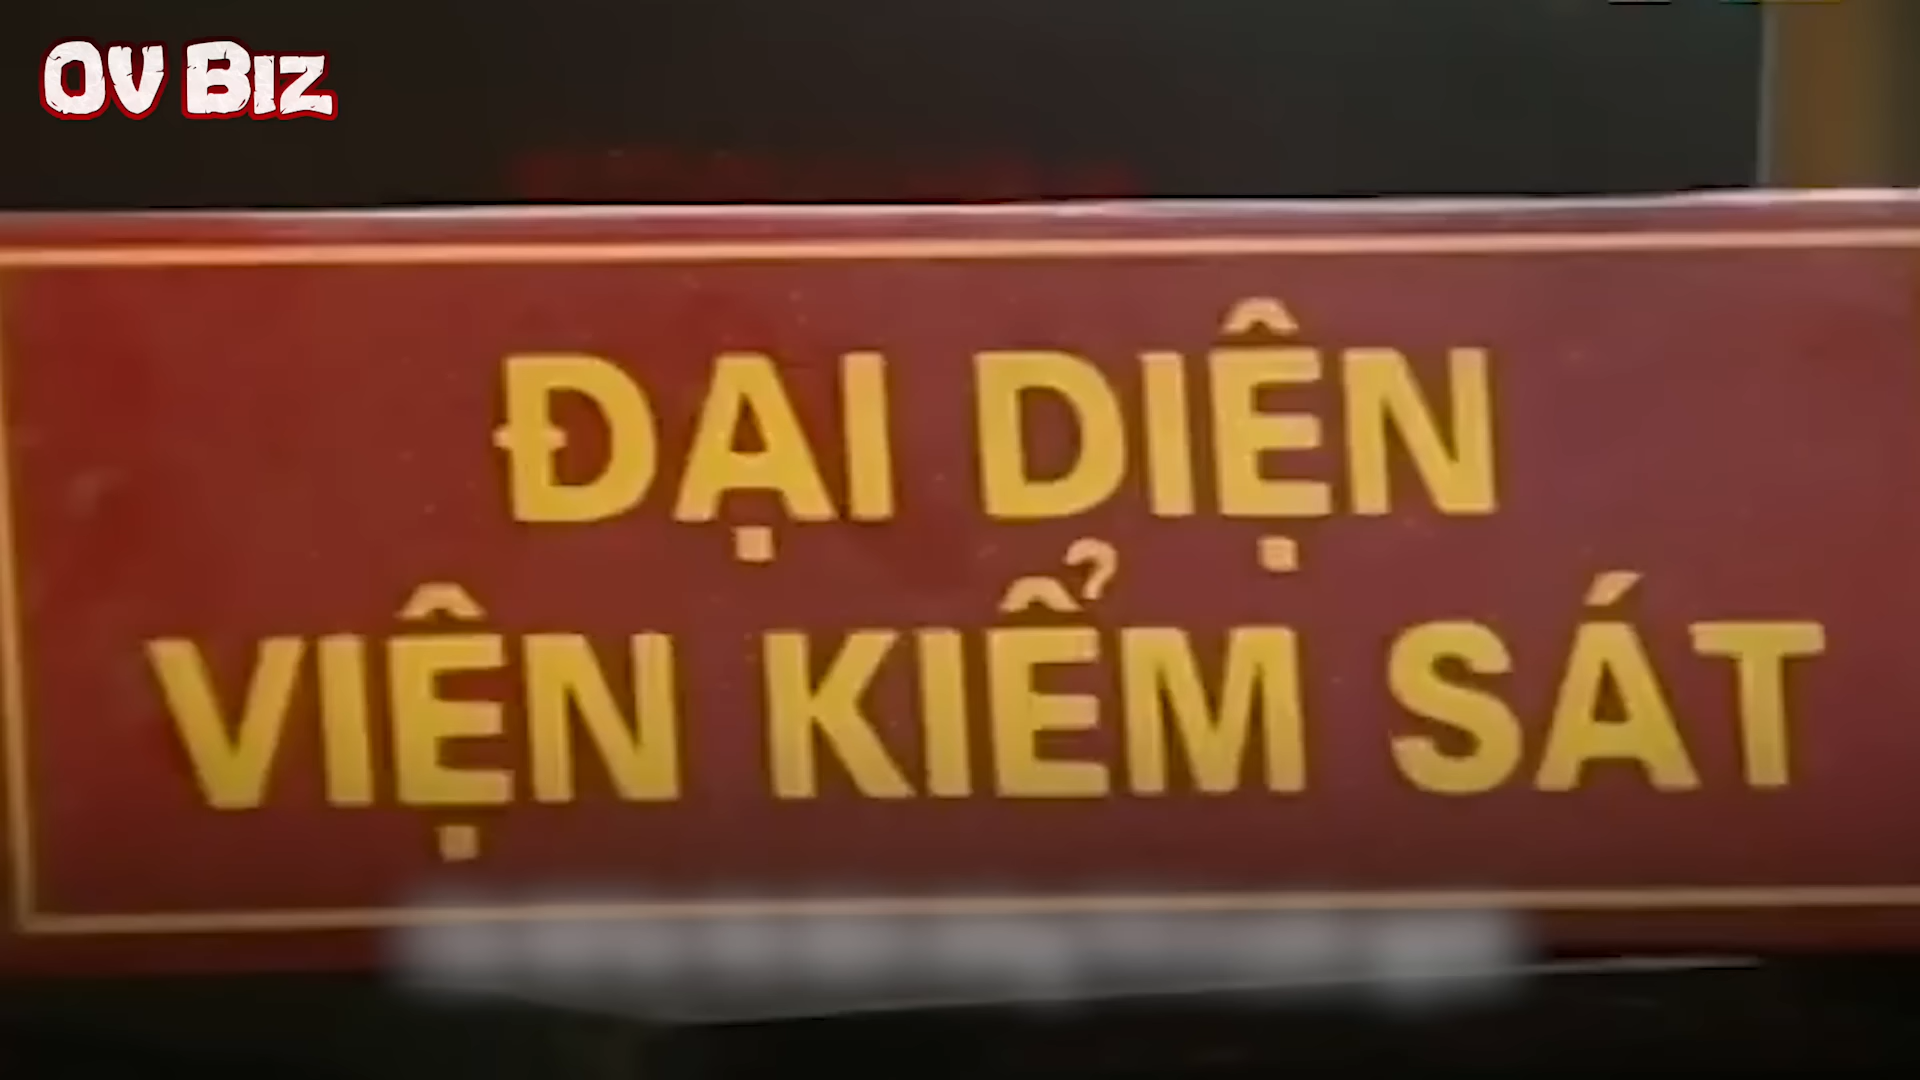 OV BIZ
ĐẠI DIỆN
VIỆN KIỂM SÁT